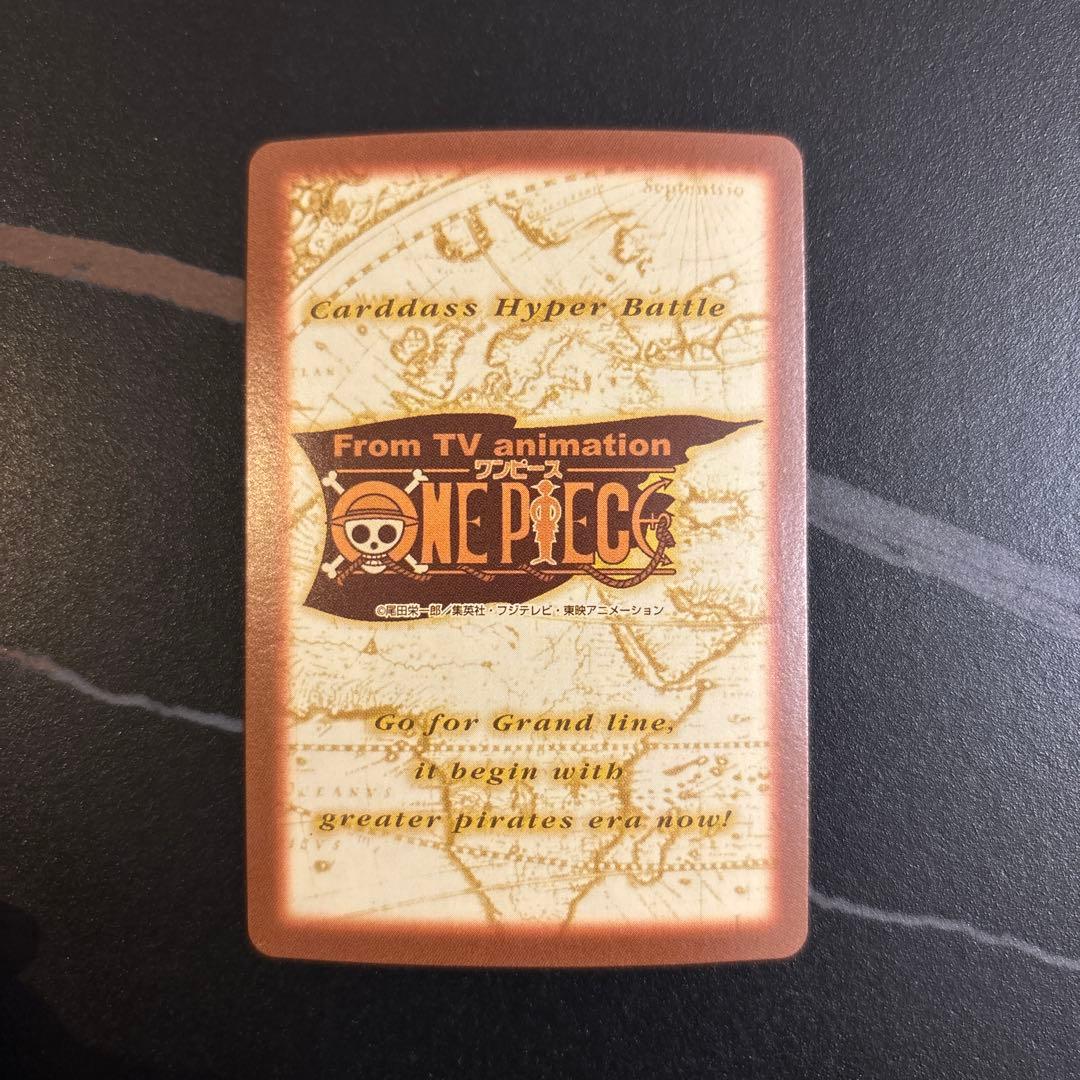 Septentrio
Carddass Hyper Battle
From TV animation
ワンピース
ONE PIECE
©尾田栄一郎／集英社・フジテレビ・東映アニメーション
Go for Grand line,
it begin with
greater pirates era now!